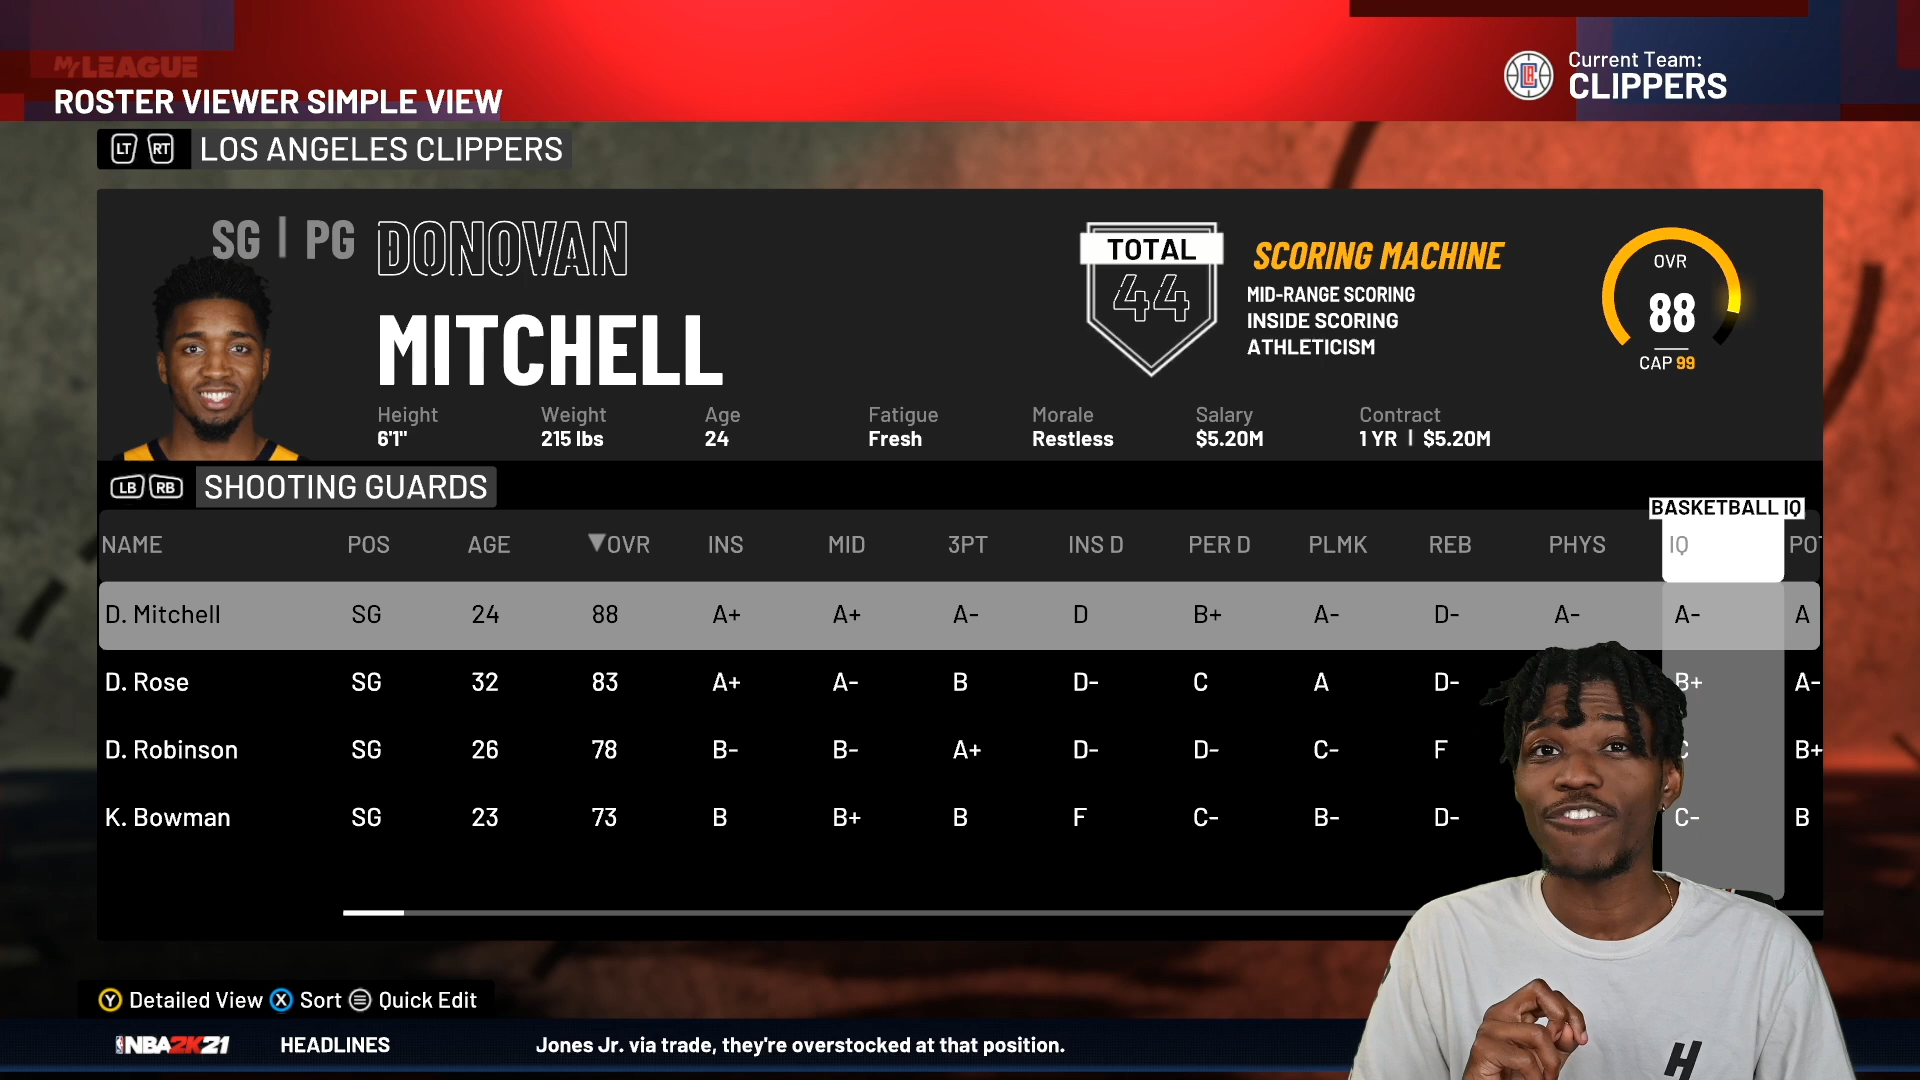 MyLEAGUE
ROSTER VIEWER SIMPLE VIEW
Current Team:
CLIPPERS
LT RT LOS ANGELES CLIPPERS
SG | PG DONOVAN
MITCHELL
TOTAL
44
SCORING MACHINE
MID-RANGE SCORING
INSIDE SCORING
ATHLETICISM
OVR
88
CAP 99
Height Weight Age Fatigue Morale Salary Contract
6'1" 215 lbs 24 Fresh Restless $5.20M 1 YR | $5.20M
LB RB SHOOTING GUARDS
BASKETBALL IQ
NAME POS AGE ▼OVR INS MID 3PT INS D PER D PLMK REB PHYS IQ
D. Mitchell SG 24 88 A+ A+ A- D B+ A- D- A- A- A
D. Rose SG 32 83 A+ A- B D- C A D- B+ A-
D. Robinson SG 26 78 B- B- A+ D- D- C- F B+
K. Bowman SG 23 73 B B+ B F C- B- D- C- B
Y Detailed View X Sort Quick Edit
NBA2K21 HEADLINES Jones Jr. via trade, they're overstocked at that position.
H